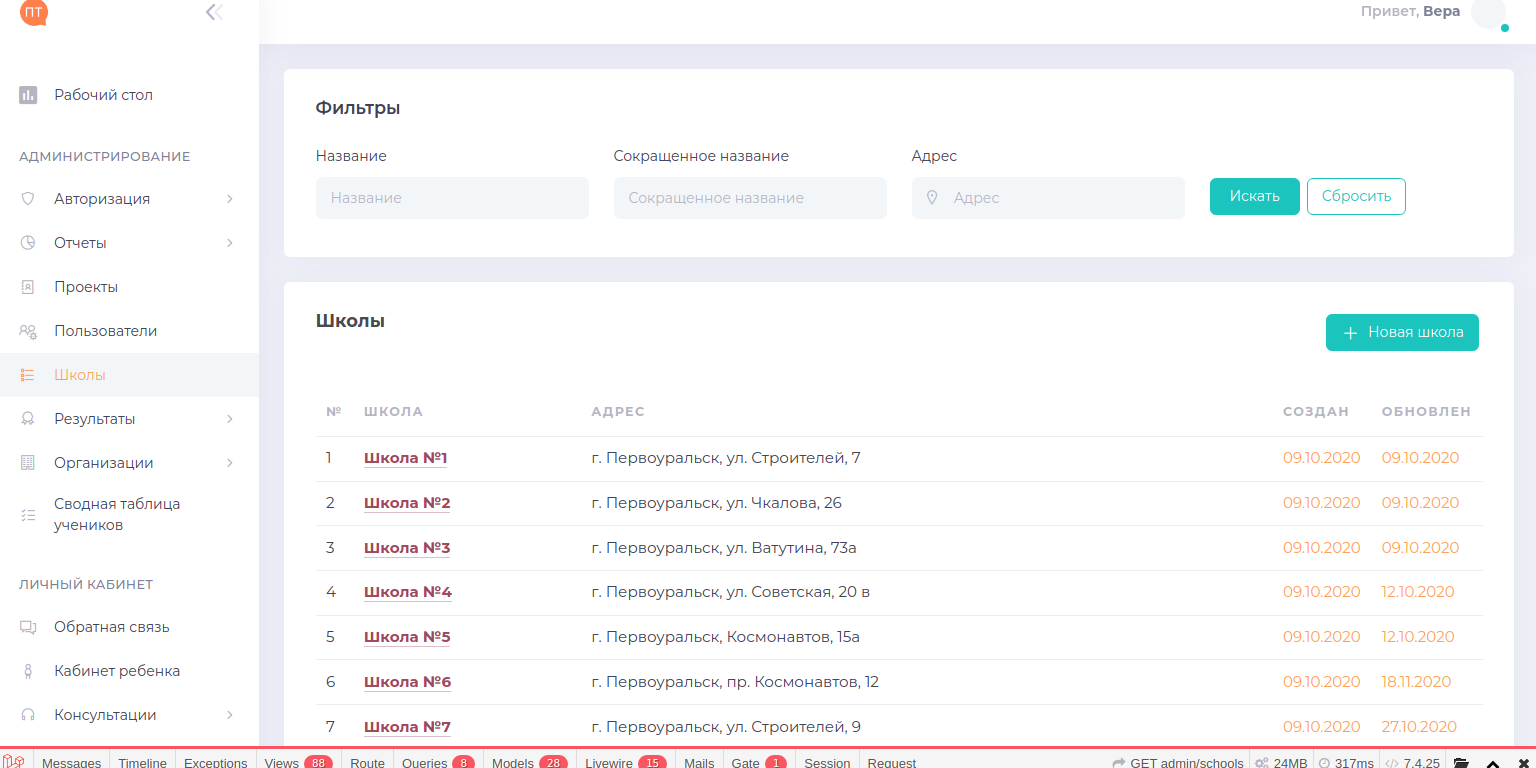 ПТ
Привет, Вера
Рабочий стол
АДМИНИСТРИРОВАНИЕ
Авторизация
Отчеты
Проекты
Пользователи
Школы
Результаты
Организации
Сводная таблица
учеников
ЛИЧНЫЙ КАБИНЕТ
Обратная связь
Кабинет ребенка
Консультации
Фильтры
Название Сокращенное название Адрес
Название Сокращенное название Адрес Искать Сбросить
Школы
Новая школа
№ ШКОЛА АДРЕС СОЗДАН ОБНОВЛЕН
1 Школа №1 г. Первоуральск, ул. Строителей, 7 09.10.2020 09.10.2020
2 Школа №2 г. Первоуральск, ул. Чкалова, 26 09.10.2020 09.10.2020
3 Школа №3 г. Первоуральск, ул. Ватутина, 73а 09.10.2020 09.10.2020
4 Школа №4 г. Первоуральск, ул. Советская, 20 в 09.10.2020 12.10.2020
5 Школа №5 г. Первоуральск, Космонавтов, 15а 09.10.2020 12.10.2020
6 Школа №6 г. Первоуральск, пр. Космонавтов, 12 09.10.2020 18.11.2020
7 Школа №7 г. Первоуральск, ул. Строителей, 9 09.10.2020 27.10.2020
Messages Timeline Exceptions Views 88 Route Queries 8 Models 28 Livewire 15 Mails Gate 1 Session Request GET admin/schools 24MB 317ms 7.4.25